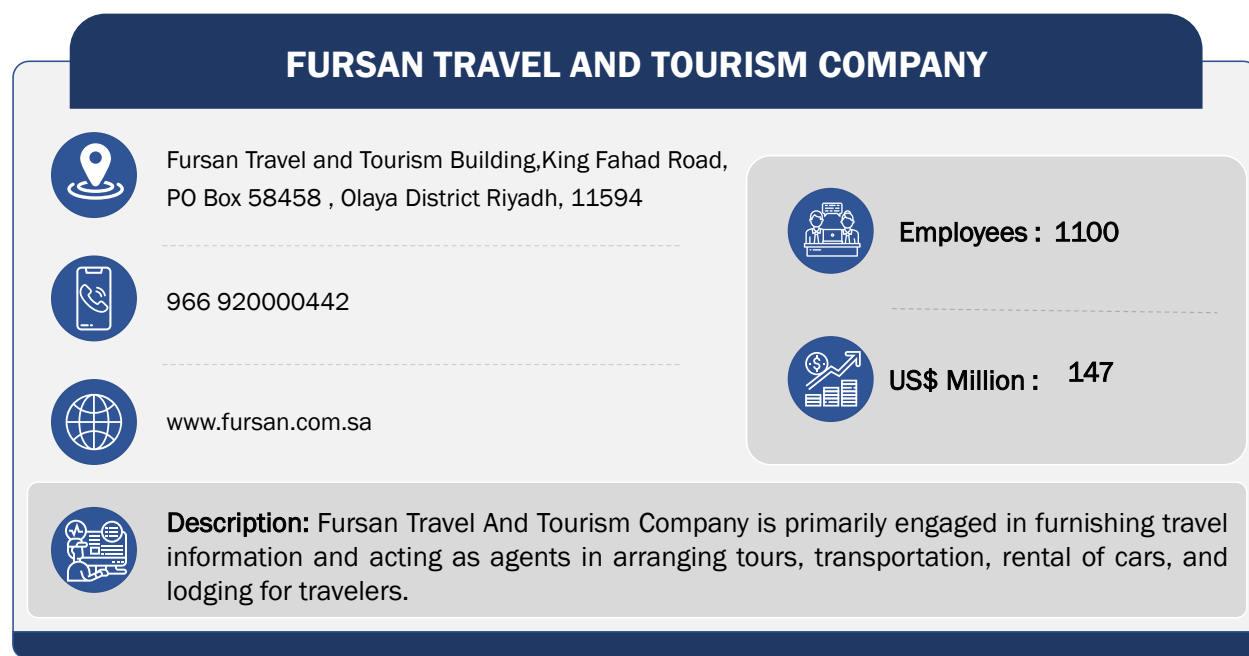 FURSAN TRAVEL AND TOURISM COMPANY
Fursan Travel and Tourism Building,King Fahad Road,
PO Box 58458 , Olaya District Riyadh, 11594
966 920000442
www.fursan.com.sa
Employees : 1100
US$ Million : 147
Description: Fursan Travel And Tourism Company is primarily engaged in furnishing travel
information and acting as agents in arranging tours, transportation, rental of cars, and
lodging for travelers.